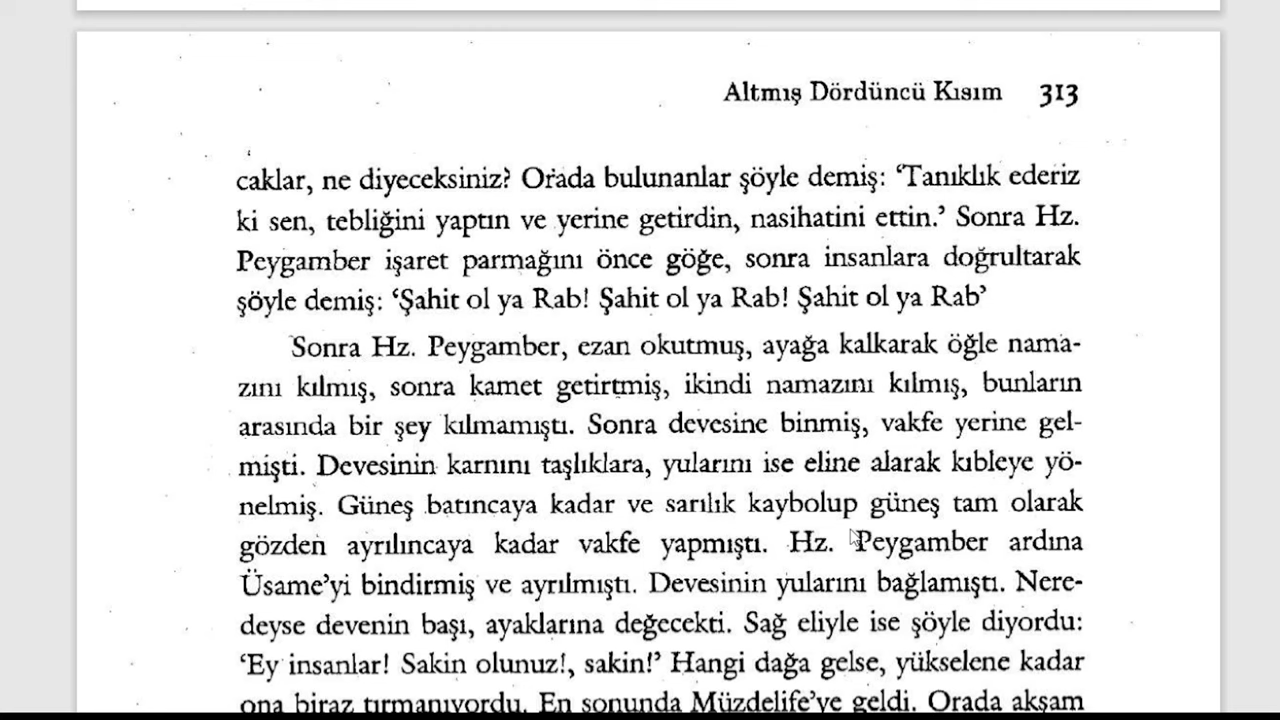 Altmış Dördüncü Kısım 313
caklar, ne diyeceksiniz? Orada bulunanlar şöyle demiş: ‘Tanıklık ederiz
ki sen, tebliğini yaptın ve yerine getirdin, nasihatini ettin.’ Sonra Hz.
Peygamber işaret parmağını önce göğe, sonra insanlara doğrultarak
şöyle demiş: ‘Şahit ol ya Rab! Şahit ol ya Rab! Şahit ol ya Rab’
Sonra Hz. Peygamber, ezan okutmuş, ayağa kalkarak öğle nama-
zını kılmış, sonra kamet getirtmiş, ikindi namazını kılmış, bunların
arasında bir şey kılmamıştı. Sonra devesine binmiş, vakfe yerine gel-
mişti. Devesinin karnını taşlıklara, yularını ise eline alarak kıbleye yö-
nelmiş. Güneş batıncaya kadar ve sarılık kaybolup güneş tam olarak
gözden ayrılıncaya kadar vakfe yapmıştı. Hz. Peygamber ardına
Üsame’yi bindirmiş ve ayrılmıştı. Devesinin yularını bağlamıştı. Nere-
deyse devenin başı, ayaklarına değecekti. Sağ eliyle ise şöyle diyordu:
‘Ey insanlar! Sakin olunuz!, sakin!’ Hangi dağa gelse, yükselene kadar
ona biraz tırmanıyordu. En sonunda Müzdelife’ye geldi. Orada akşam